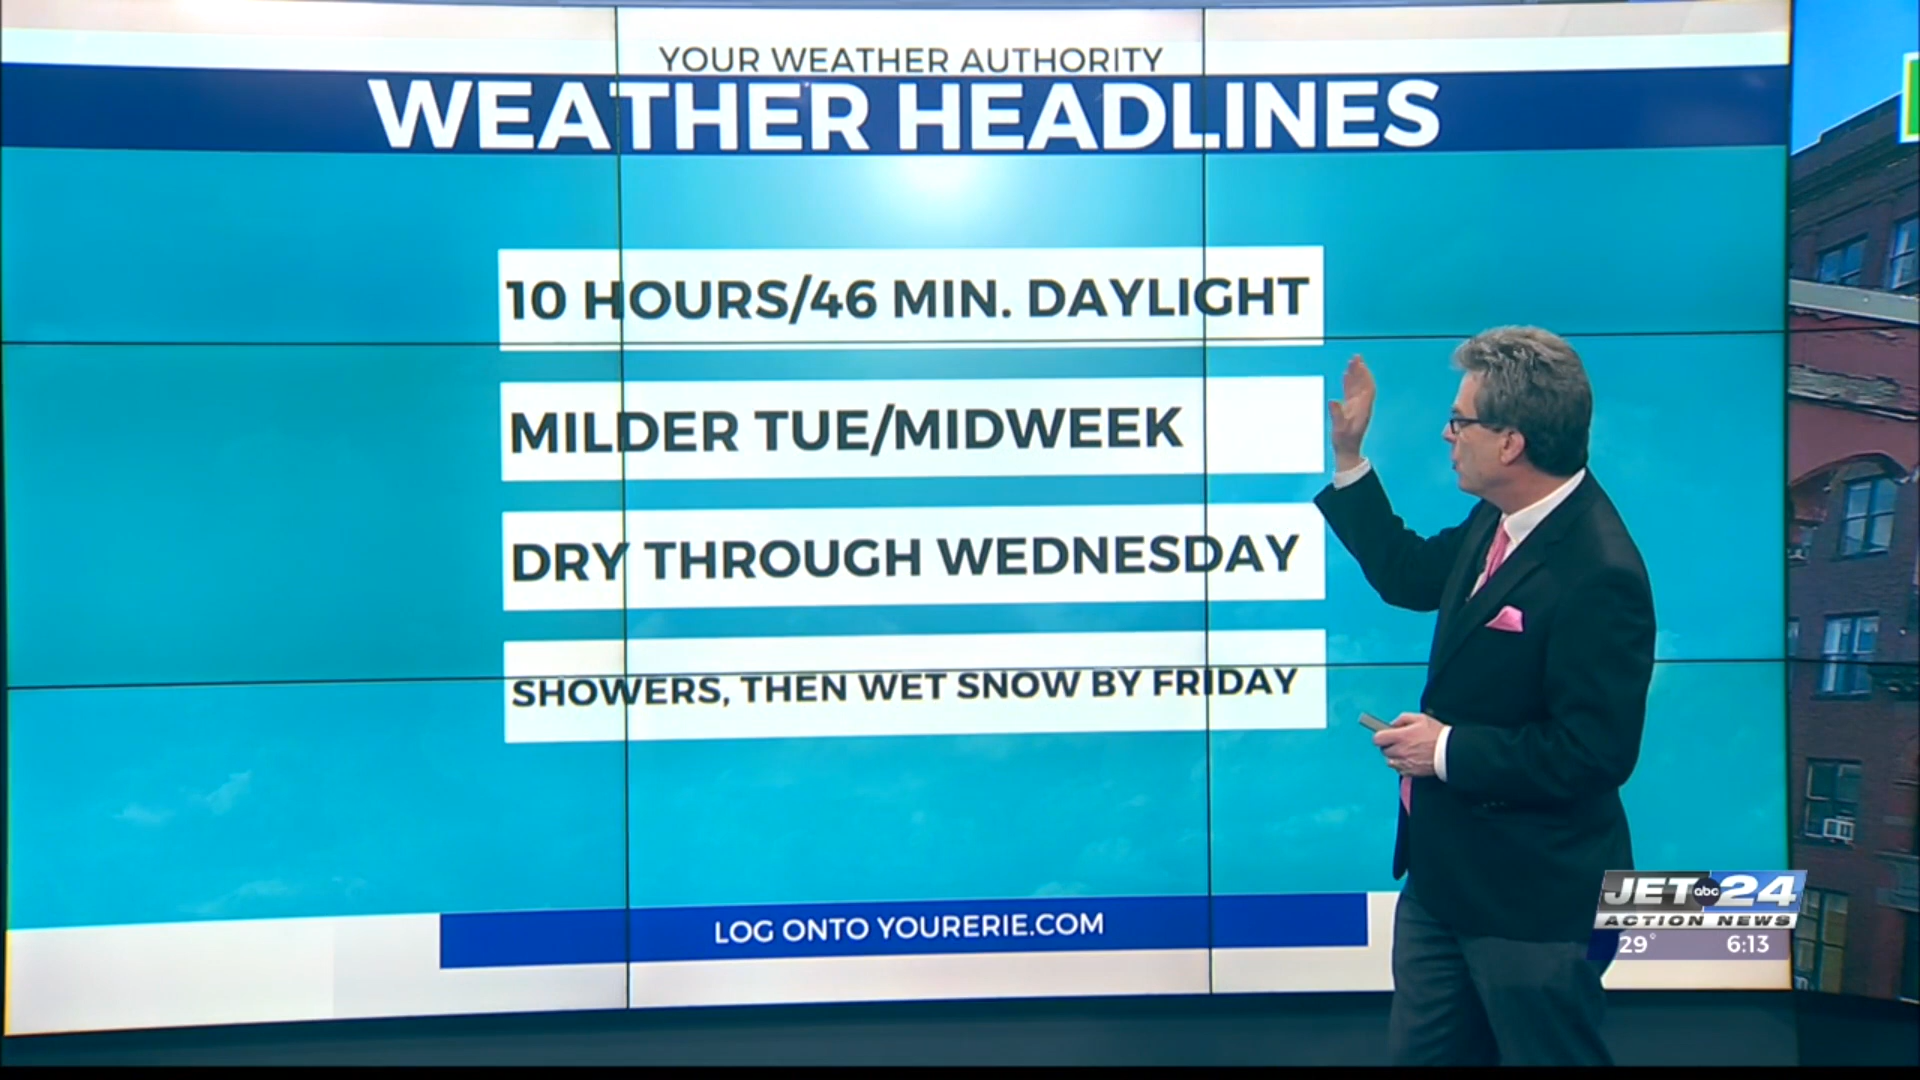 YOUR WEATHER AUTHORITY
WEATHER HEADLINES
10 HOURS/46 MIN. DAYLIGHT
MILDER TUE/MIDWEEK
DRY THROUGH WEDNESDAY
SHOWERS, THEN WET SNOW BY FRIDAY
LOG ONTO YOURERIE.COM
JET abc 24
ACTION NEWS
29° 6:13